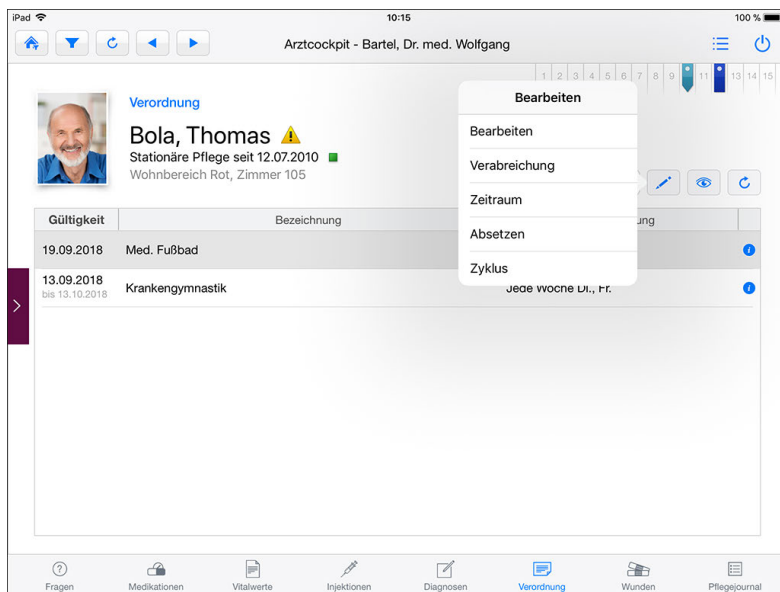 iPad 10:15 100 %
Arztcockpit - Bartel, Dr. med. Wolfgang
1 2 3 4 5 6 7 8 9 11 13 14 15
Verordnung
Bola, Thomas
Stationäre Pflege seit 12.07.2010
Wohnbereich Rot, Zimmer 105
Bearbeiten
Bearbeiten
Verabreichung
Zeitraum
Absetzen
Zyklus
Gültigkeit Bezeichnung
19.09.2018 Med. Fußbad
13.09.2018
bis 13.10.2018
Krankengymnastik Jede Woche Di., Fr.
Fragen Medikationen Vitalwerte Injektionen Diagnosen Verordnung Wunden Pflegejournal